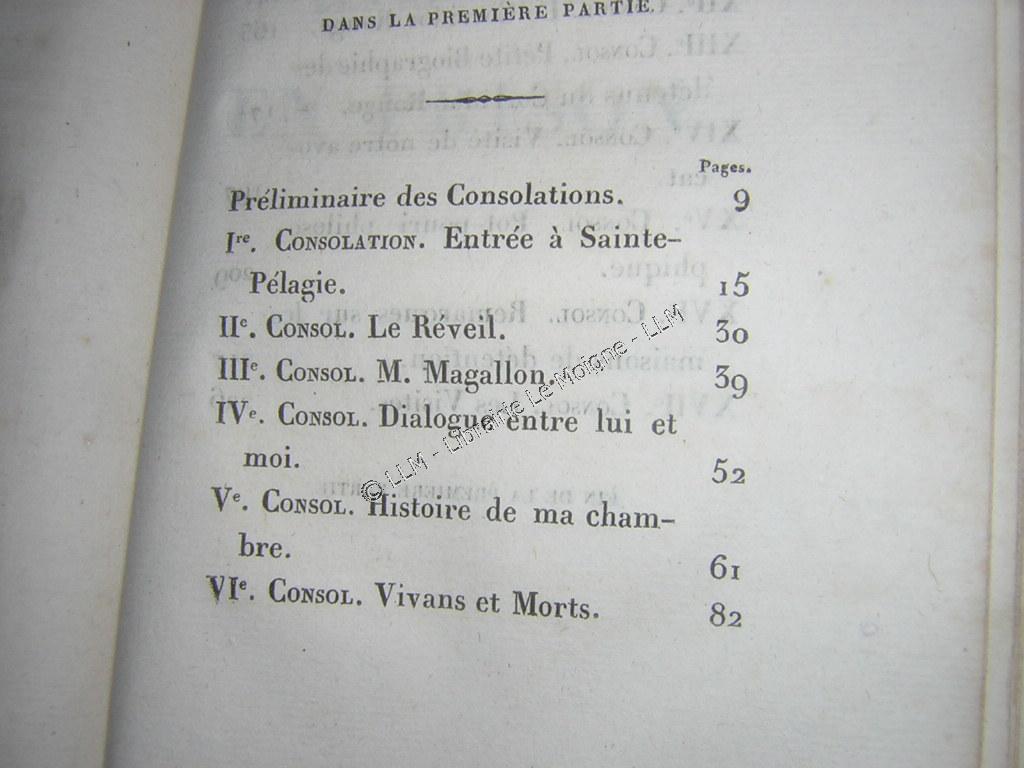 DANS LA PREMIÈRE PARTIE.
Pages.
Préliminaire des Consolations. 9
Iʳᵉ. CONSOLATION. Entrée à Sainte-
Pélagie. 15
IIᵉ. CONSOL. Le Réveil. 30
IIIᵉ. CONSOL. M. Magallon. 39
IVᵉ. CONSOL. Dialogue entre lui et
moi. 52
Vᵉ. CONSOL. Histoire de ma cham-
bre. 61
VIᵉ. CONSOL. Vivans et Morts. 82
© LLM - Librairie Le Moigne - LLM